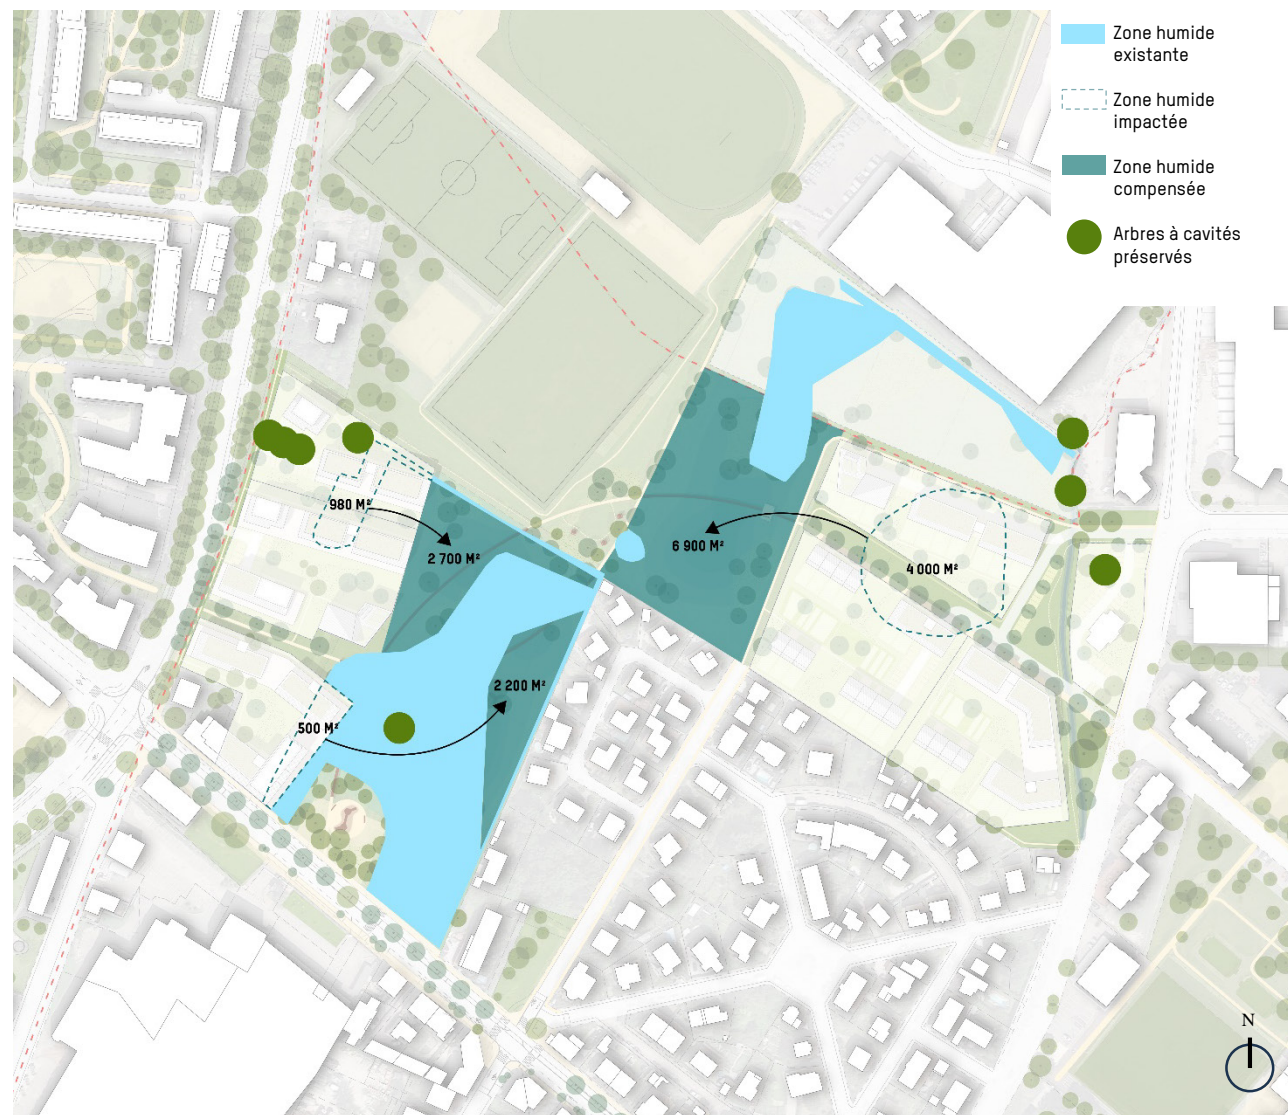 Zone humide
existante
Zone humide
impactée
Zone humide
compensée
Arbres à cavités
préservés
980 M²
2 700 M²
6 900 M²
4 000 M²
2 200 M²
500 M²
N